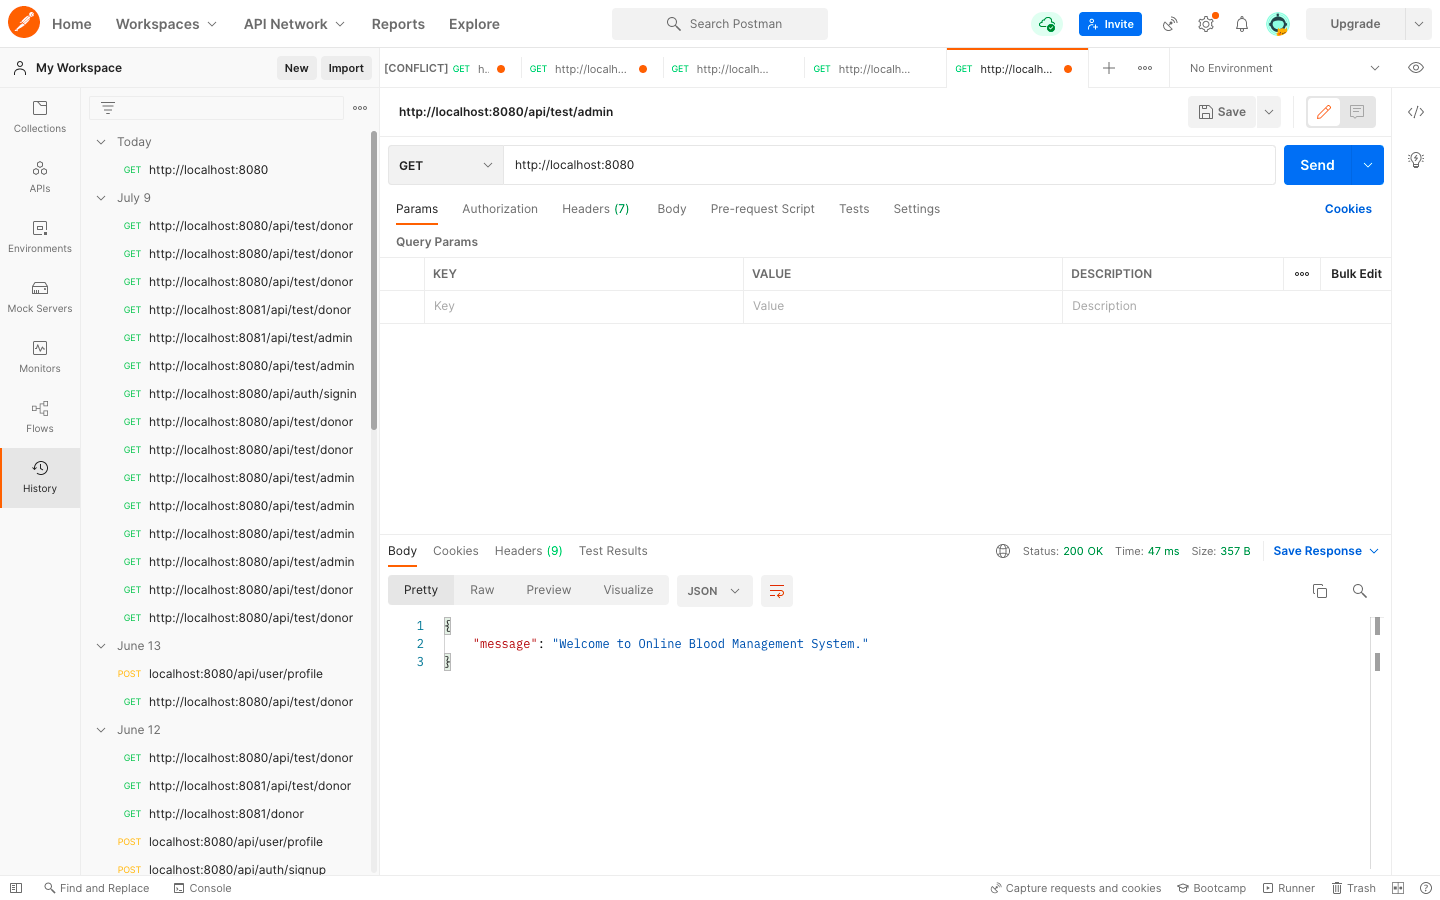 Home
Workspaces
API Network
Reports
Explore
Search Postman
Invite
Upgrade
My Workspace
New
Import
[CONFLICT] GET h..
GET http://localh...
GET http://localh...
GET http://localh...
GET http://localh...
No Environment
Collections
APIs
Environments
Mock Servers
Monitors
Flows
History
Today
GET http://localhost:8080
July 9
GET http://localhost:8080/api/test/donor
GET http://localhost:8080/api/test/donor
GET http://localhost:8080/api/test/donor
GET http://localhost:8081/api/test/donor
GET http://localhost:8081/api/test/admin
GET http://localhost:8080/api/test/admin
GET http://localhost:8080/api/auth/signin
GET http://localhost:8080/api/test/donor
GET http://localhost:8080/api/test/donor
GET http://localhost:8080/api/test/admin
GET http://localhost:8080/api/test/admin
GET http://localhost:8080/api/test/admin
GET http://localhost:8080/api/test/admin
GET http://localhost:8080/api/test/donor
GET http://localhost:8080/api/test/donor
June 13
POST localhost:8080/api/user/profile
GET http://localhost:8080/api/test/donor
June 12
GET http://localhost:8080/api/test/donor
GET http://localhost:8081/api/test/donor
GET http://localhost:8081/donor
POST localhost:8080/api/user/profile
POST localhost:8080/api/auth/signup
http://localhost:8080/api/test/admin
Save
GET
http://localhost:8080
Send
Params
Authorization
Headers (7)
Body
Pre-request Script
Tests
Settings
Cookies
Query Params
KEY
VALUE
DESCRIPTION
Bulk Edit
Key
Value
Description
Body
Cookies
Headers (9)
Test Results
Status: 200 OK
Time: 47 ms
Size: 357 B
Save Response
Pretty
Raw
Preview
Visualize
JSON
1 {
2 "message": "Welcome to Online Blood Management System."
3 }
Find and Replace
Console
Capture requests and cookies
Bootcamp
Runner
Trash